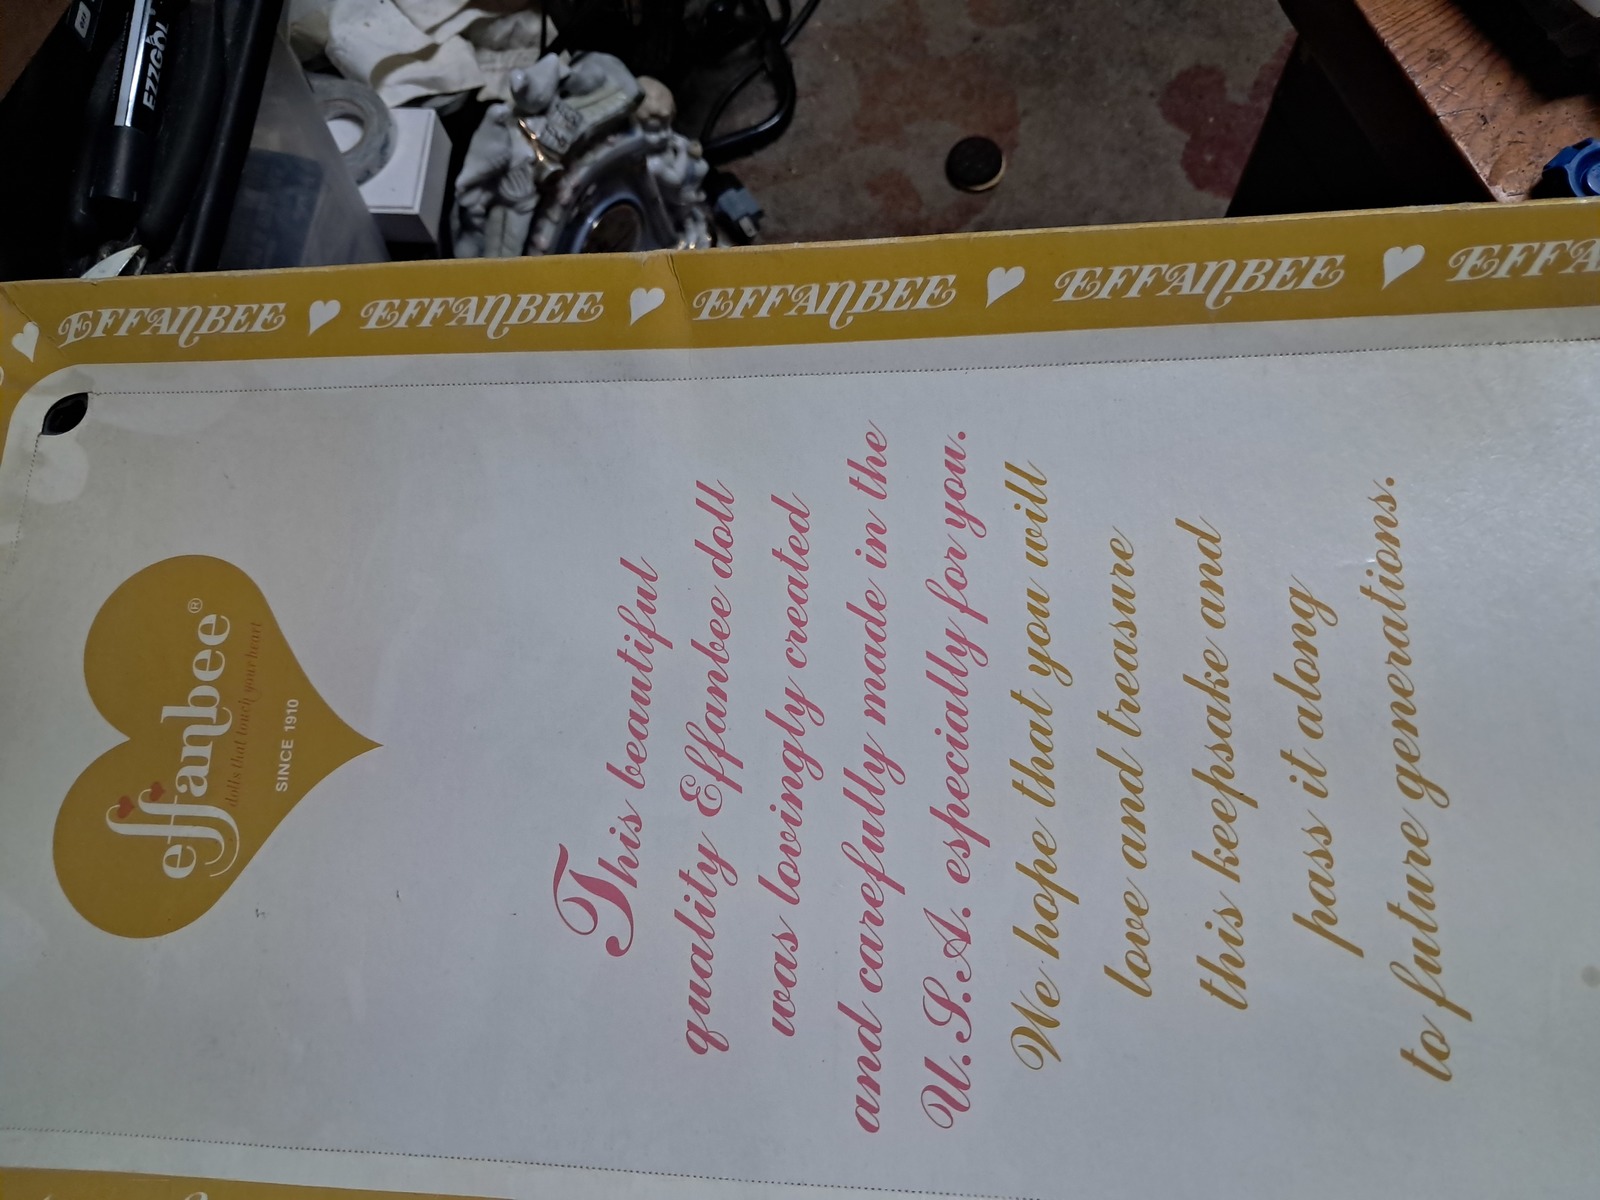 EZZGOL
EFFANBEE EFFANBEE EFFANBEE EFFANBEE EFFA
effanbee®
dolls that touch your heart
SINCE 1910
This beautiful
quality Effanbee doll
was lovingly created
and carefully made in the
U.S.A. especially for you.
We hope that you will
love and treasure
this keepsake and
pass it along
to future generations.